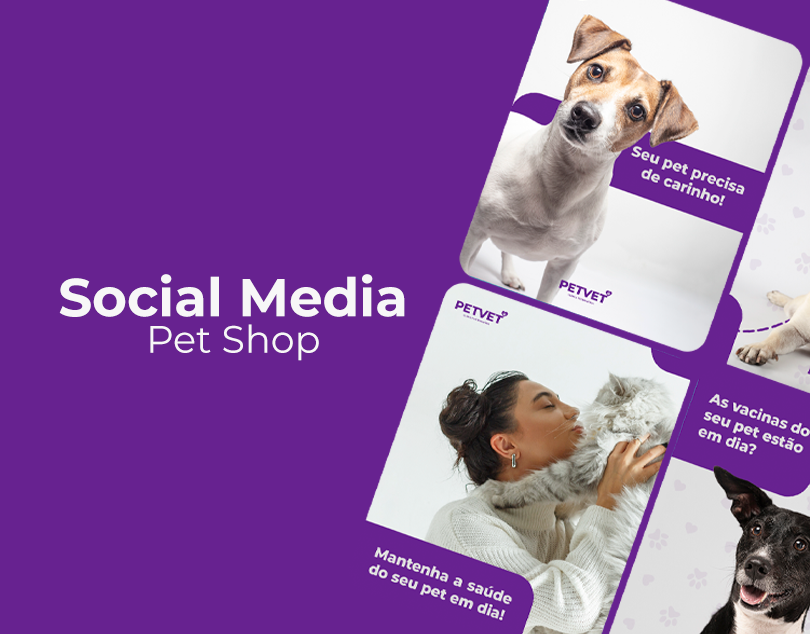 Social Media
Pet Shop
Seu pet precisa
de carinho!
PETVET
PETVET
Mantenha a saúde
do seu pet em dia!
As vacinas do
seu pet estão
em dia?